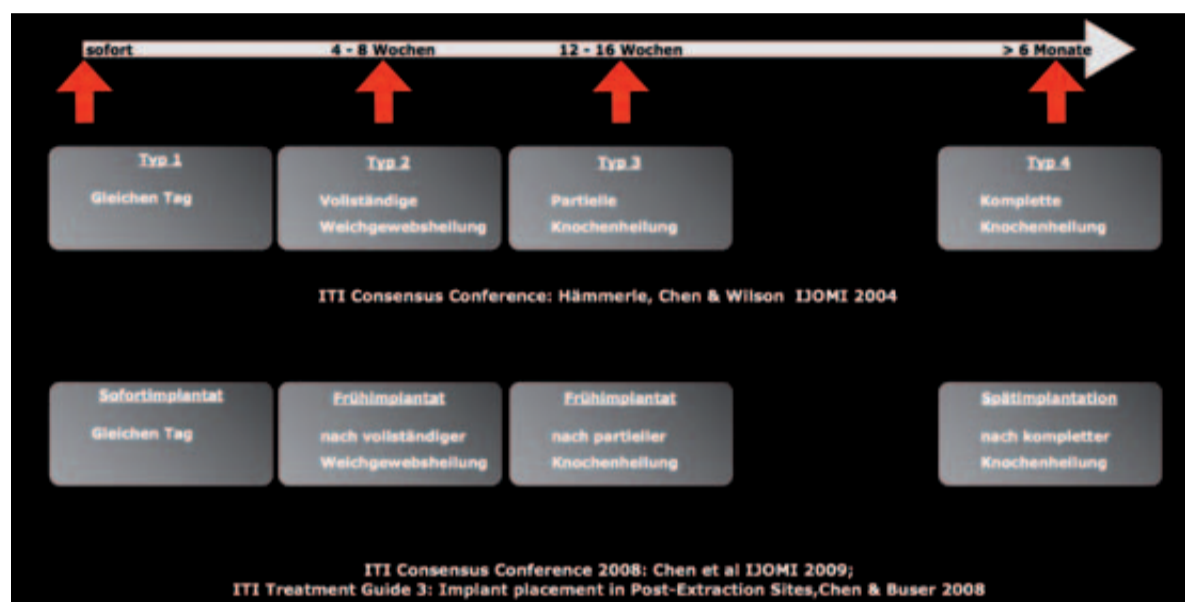 sofort 4 - 8 Wochen 12 - 16 Wochen > 6 Monate
Typ 1
Gleichen Tag
Typ 2
Vollständige
Weichgewebsheilung
Typ 3
Partielle
Knochenheilung
Typ 4
Komplette
Knochenheilung
ITI Consensus Conference: Hämmerle, Chen & Wilson IJOMI 2004
Sofortimplantat
Gleichen Tag
Frühimplantat
nach vollständiger
Weichgewebsheilung
Frühimplantat
nach partieller
Knochenheilung
Spätimplantation
nach kompletter
Knochenheilung
ITI Consensus Conference 2008: Chen et al IJOMI 2009;
ITI Treatment Guide 3: Implant placement in Post-Extraction Sites,Chen & Buser 2008